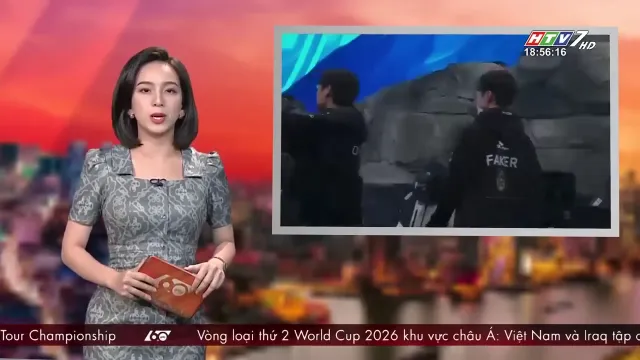 HTV7 HD
18:56:16
FAKER
Tour Championship 60 Vòng loại thứ 2 World Cup 2026 khu vực châu Á: Việt Nam và Iraq tập